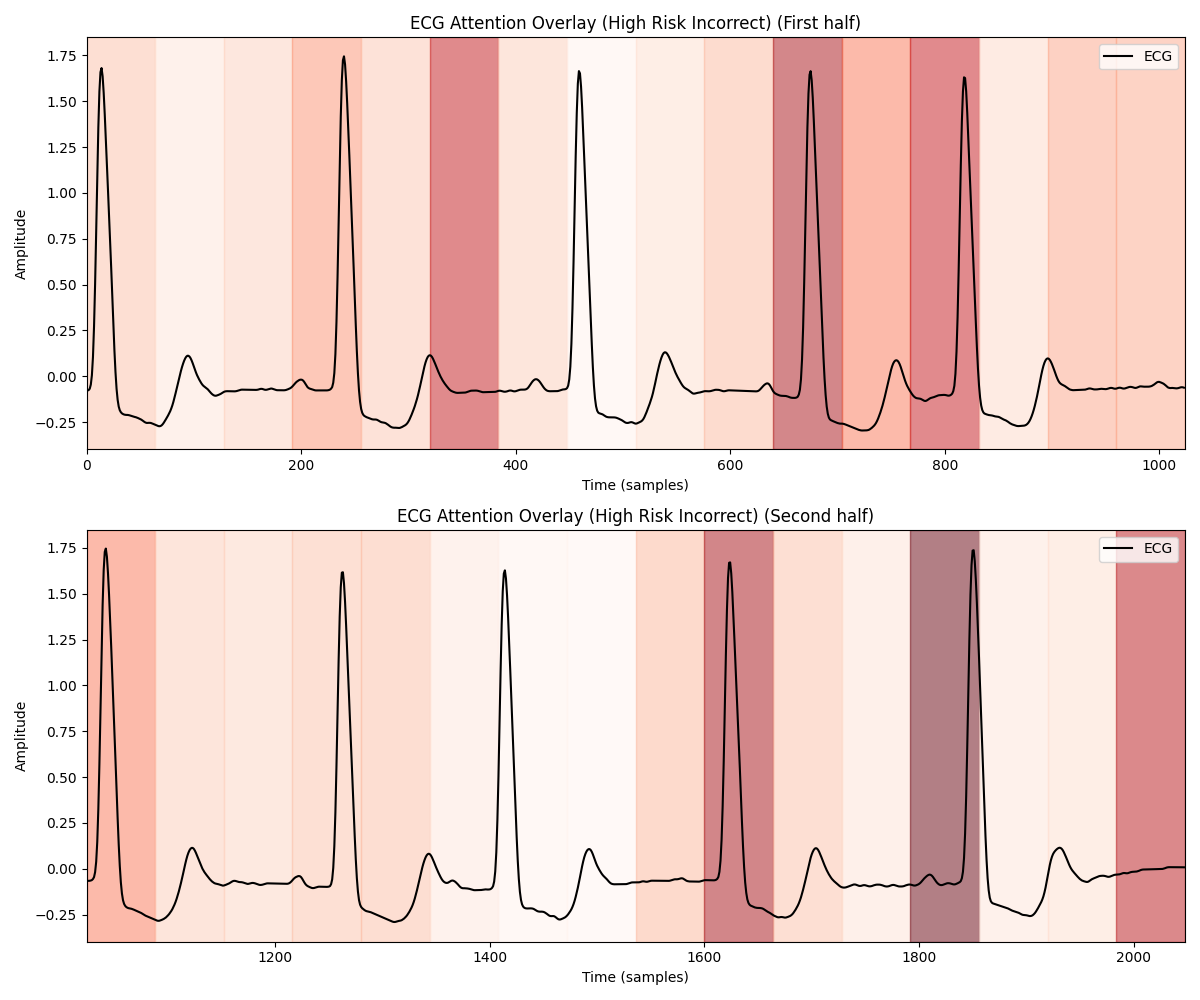 ECG Attention Overlay (High Risk Incorrect) (First half)
ECG
1.75
1.50
1.25
1.00
0.75
0.50
0.25
0.00
−0.25
Amplitude
0 200 400 600 800 1000
Time (samples)
ECG Attention Overlay (High Risk Incorrect) (Second half)
ECG
1.75
1.50
1.25
1.00
0.75
0.50
0.25
0.00
−0.25
Amplitude
1200 1400 1600 1800 2000
Time (samples)